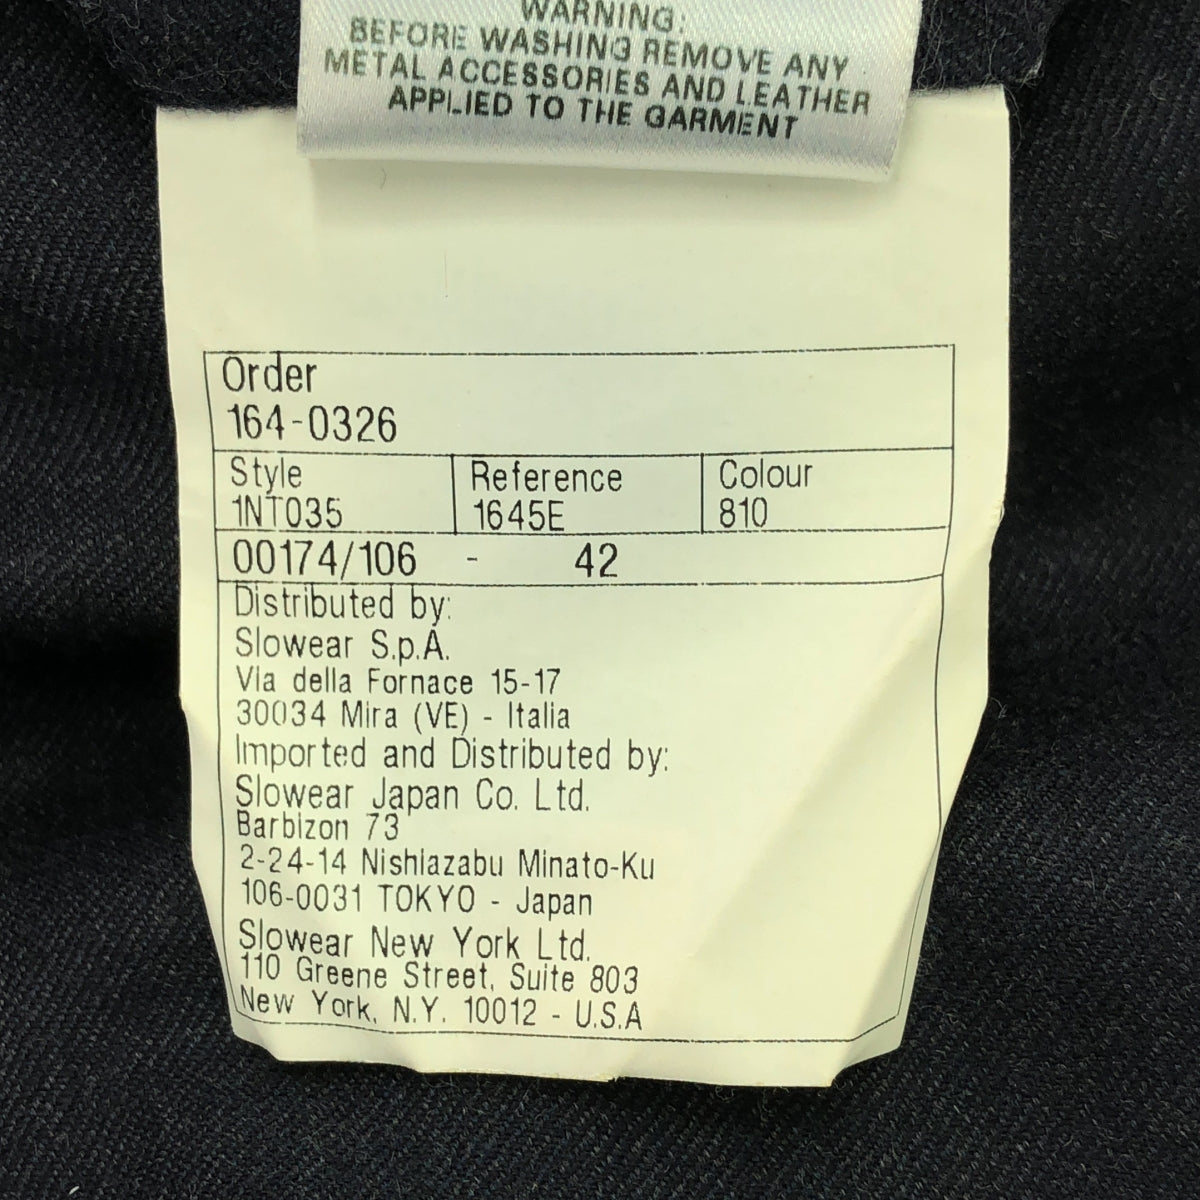 WARNING:
BEFORE WASHING REMOVE ANY
METAL ACCESSORIES AND LEATHER
APPLIED TO THE GARMENT
Order
164-0326
Style Reference Colour
1NT035 1645E 810
00174/106 - 42
Distributed by:
Slowear S.p.A.
Via della Fornace 15-17
30034 Mira (VE) - Italia
Imported and Distributed by:
Slowear Japan Co. Ltd.
Barbizon 73
2-24-14 Nishiazabu Minato-Ku
106-0031 TOKYO - Japan
Slowear New York Ltd.
110 Greene Street, Suite 803
New York, N.Y. 10012 - U.S.A